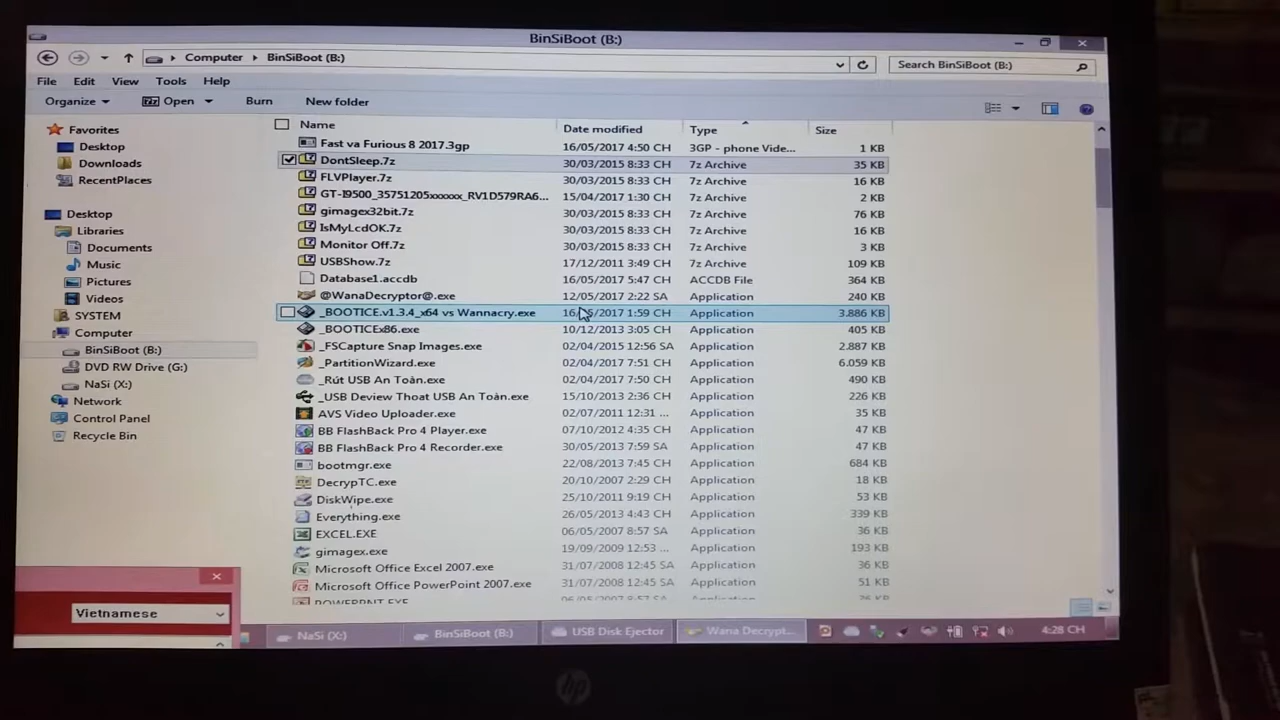 BinSiBoot (B:)
Computer BinSiBoot (B:)
Search BinSiBoot (B:)
File Edit View Tools Help
Organize Open Burn New folder
Name Date modified Type Size
Fast va Furious 8 2017.3gp 16/05/2017 4:50 CH 3GP - phone Vide... 1 KB
DontSleep.7z 30/03/2015 8:33 CH 7z Archive 35 KB
FLVPlayer.7z 30/03/2015 8:33 CH 7z Archive 16 KB
GT-I9500_35751205xxxxxx_RV1D579RA6... 15/04/2017 1:30 CH 7z Archive 2 KB
gimagex32bit.7z 30/03/2015 8:33 CH 7z Archive 76 KB
IsMyLcdOK.7z 30/03/2015 8:33 CH 7z Archive 16 KB
Monitor Off.7z 30/03/2015 8:33 CH 7z Archive 3 KB
USBShow.7z 17/12/2011 3:49 CH 7z Archive 109 KB
Database1.accdb 16/05/2017 5:47 CH ACCDB File 364 KB
@WanaDecryptor@.exe 12/05/2017 2:22 SA Application 240 KB
_BOOTICE.v1.3.4_x64 vs Wannacry.exe 16/05/2017 1:59 CH Application 3.886 KB
_BOOTICEx86.exe 10/12/2013 3:05 CH Application 405 KB
_FSCapture Snap Images.exe 02/04/2015 12:56 SA Application 2.887 KB
_PartitionWizard.exe 02/04/2017 7:51 CH Application 6.059 KB
_Rút USB An Toàn.exe 02/04/2017 7:50 CH Application 490 KB
_USB Deview Thoat USB An Toàn.exe 15/10/2013 2:36 CH Application 226 KB
AVS Video Uploader.exe 02/07/2011 12:31 ... Application 35 KB
BB FlashBack Pro 4 Player.exe 07/10/2012 4:35 CH Application 47 KB
BB FlashBack Pro 4 Recorder.exe 30/05/2013 7:59 SA Application 47 KB
bootmgr.exe 22/08/2013 7:45 CH Application 684 KB
DecrypTC.exe 20/10/2007 2:29 CH Application 18 KB
DiskWipe.exe 25/10/2011 9:19 CH Application 53 KB
Everything.exe 26/05/2013 4:43 CH Application 339 KB
EXCEL.EXE 06/05/2007 8:57 SA Application 36 KB
gimagex.exe 19/09/2009 12:53 ... Application 193 KB
Microsoft Office Excel 2007.exe 31/07/2008 12:45 SA Application 36 KB
Microsoft Office PowerPoint 2007.exe 31/07/2008 12:45 SA Application 51 KB
Favorites
Desktop
Downloads
RecentPlaces
Desktop
Libraries
Documents
Music
Pictures
Videos
SYSTEM
Computer
BinSiBoot (B:)
DVD RW Drive (G:)
NaSi (X:)
Network
Control Panel
Recycle Bin
Vietnamese
NaSi (X:) BinSiBoot (B:) USB Disk Ejector Wana Decrypt... 4:28 CH
hp